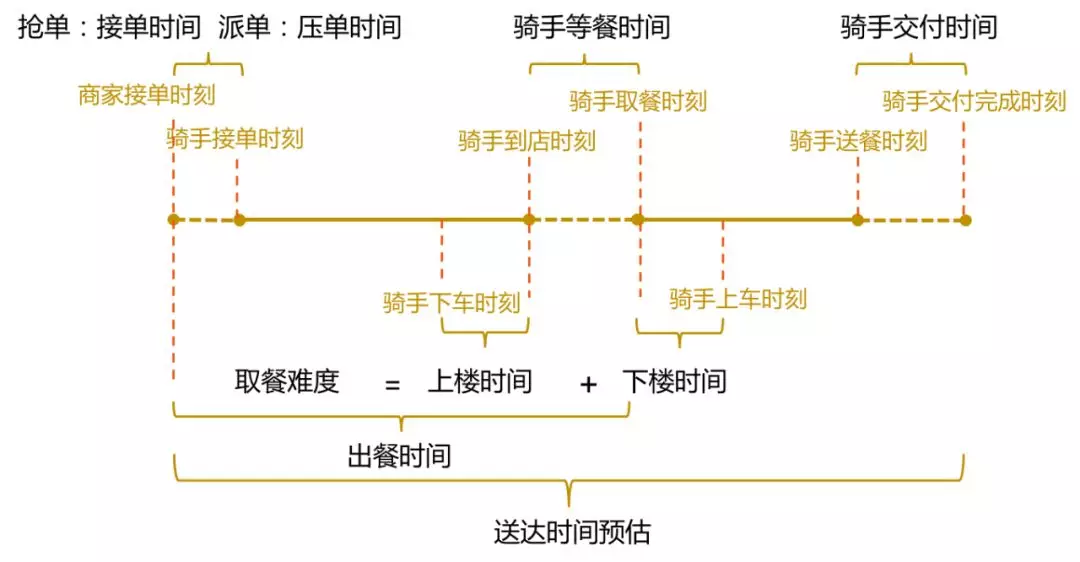 抢单：接单时间 派单：压单时间 骑手等餐时间 骑手交付时间
商家接单时刻 骑手取餐时刻 骑手交付完成时刻
骑手接单时刻 骑手到店时刻 骑手送餐时刻
骑手下车时刻 骑手上车时刻
取餐难度 = 上楼时间 + 下楼时间
出餐时间
送达时间预估